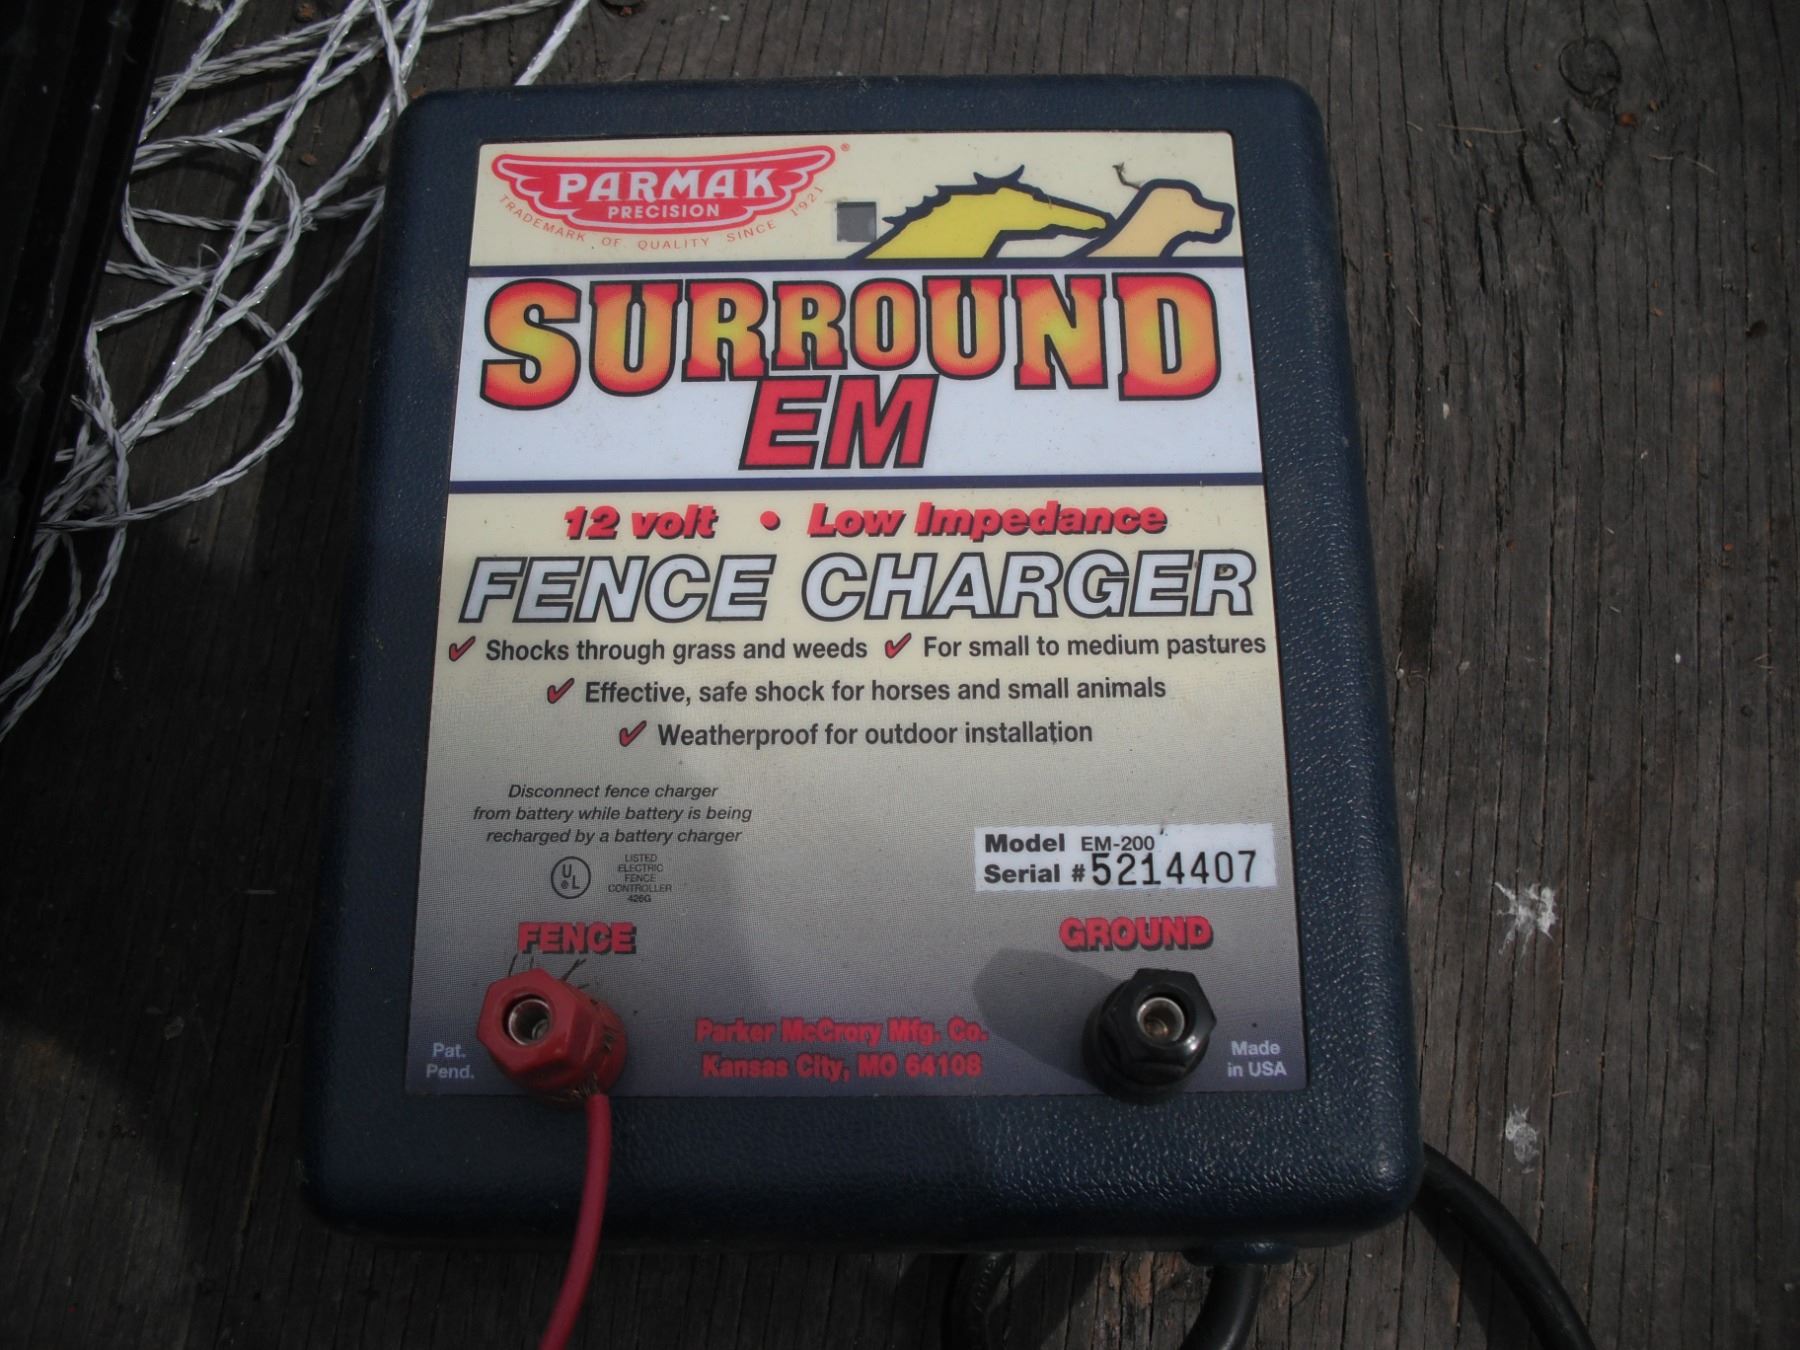 PARMAK ®
PRECISION
TRADEMARK OF QUALITY SINCE 1921
SURROUND
EM
12 volt • Low Impedance
FENCE CHARGER
✓ Shocks through grass and weeds ✓ For small to medium pastures
✓ Effective, safe shock for horses and small animals
✓ Weatherproof for outdoor installation
Disconnect fence charger
from battery while battery is being
recharged by a battery charger
UL
LISTED
ELECTRIC
FENCE
CONTROLLER
426G
Model EM-200
Serial # 5214407
FENCE
GROUND
Parker McCrory Mfg. Co.
Kansas City, MO 64108
Pat.
Pend.
Made
in USA